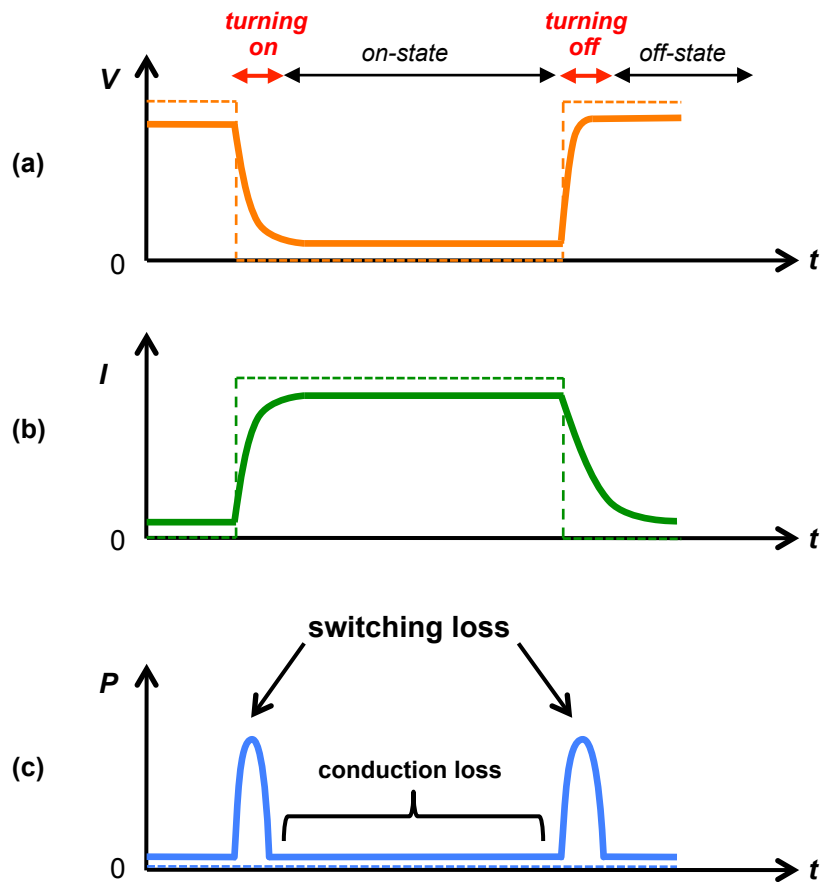 turning
on
on-state
turning
off
off-state
V
(a)
0
t
I
(b)
0
t
switching loss
P
(c)
conduction loss
0
t